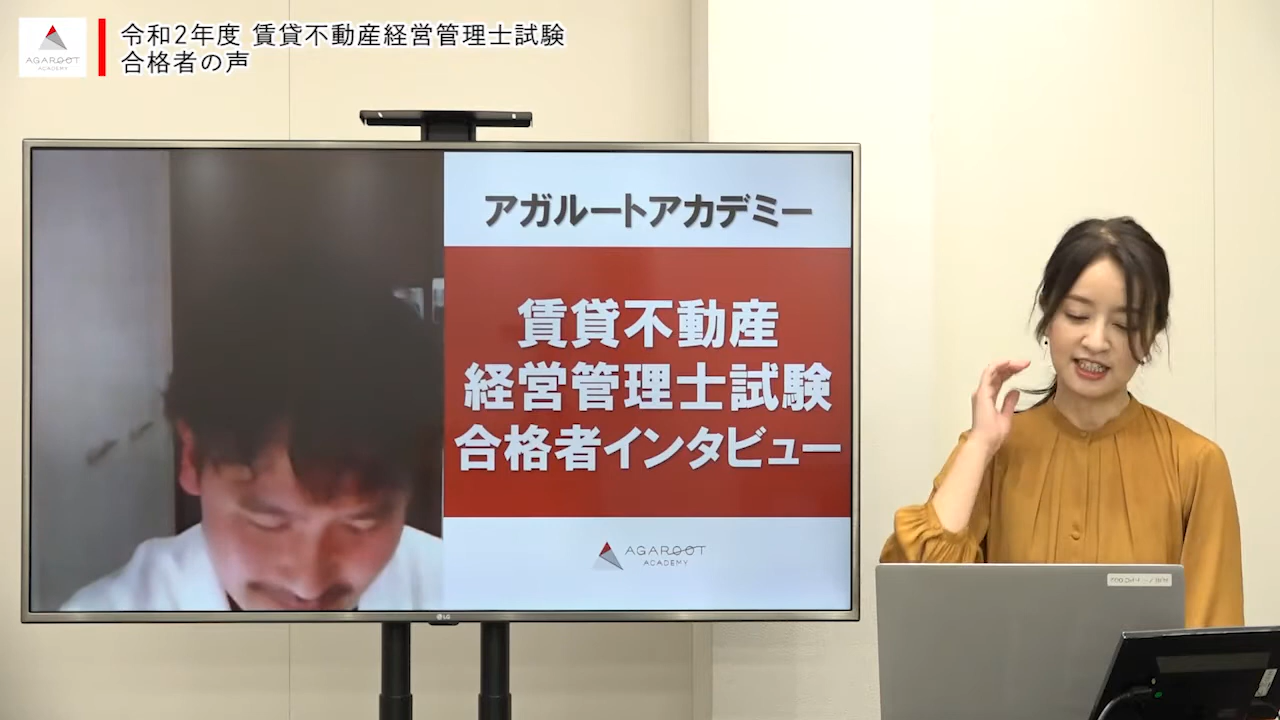 AGAROOT
ACADEMY
令和2年度 賃貸不動産経営管理士試験
合格者の声
アガルートアカデミー
賃貸不動産
経営管理士試験
合格者インタビュー
AGAROOT
ACADEMY
LG